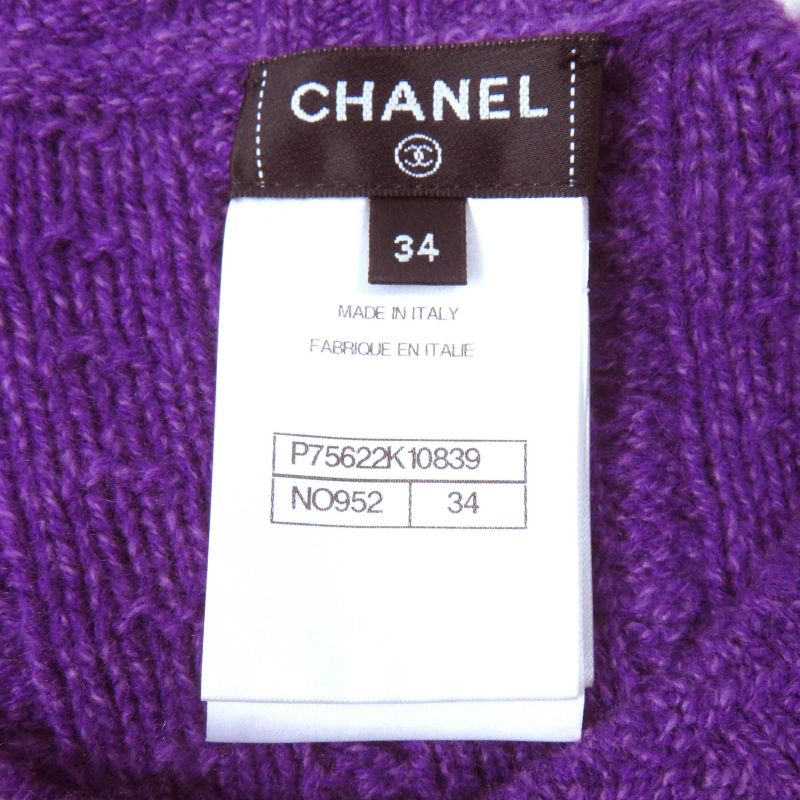 CHANEL
34
MADE IN ITALY
FABRIQUE EN ITALIE
P75622K10839
NO952 34